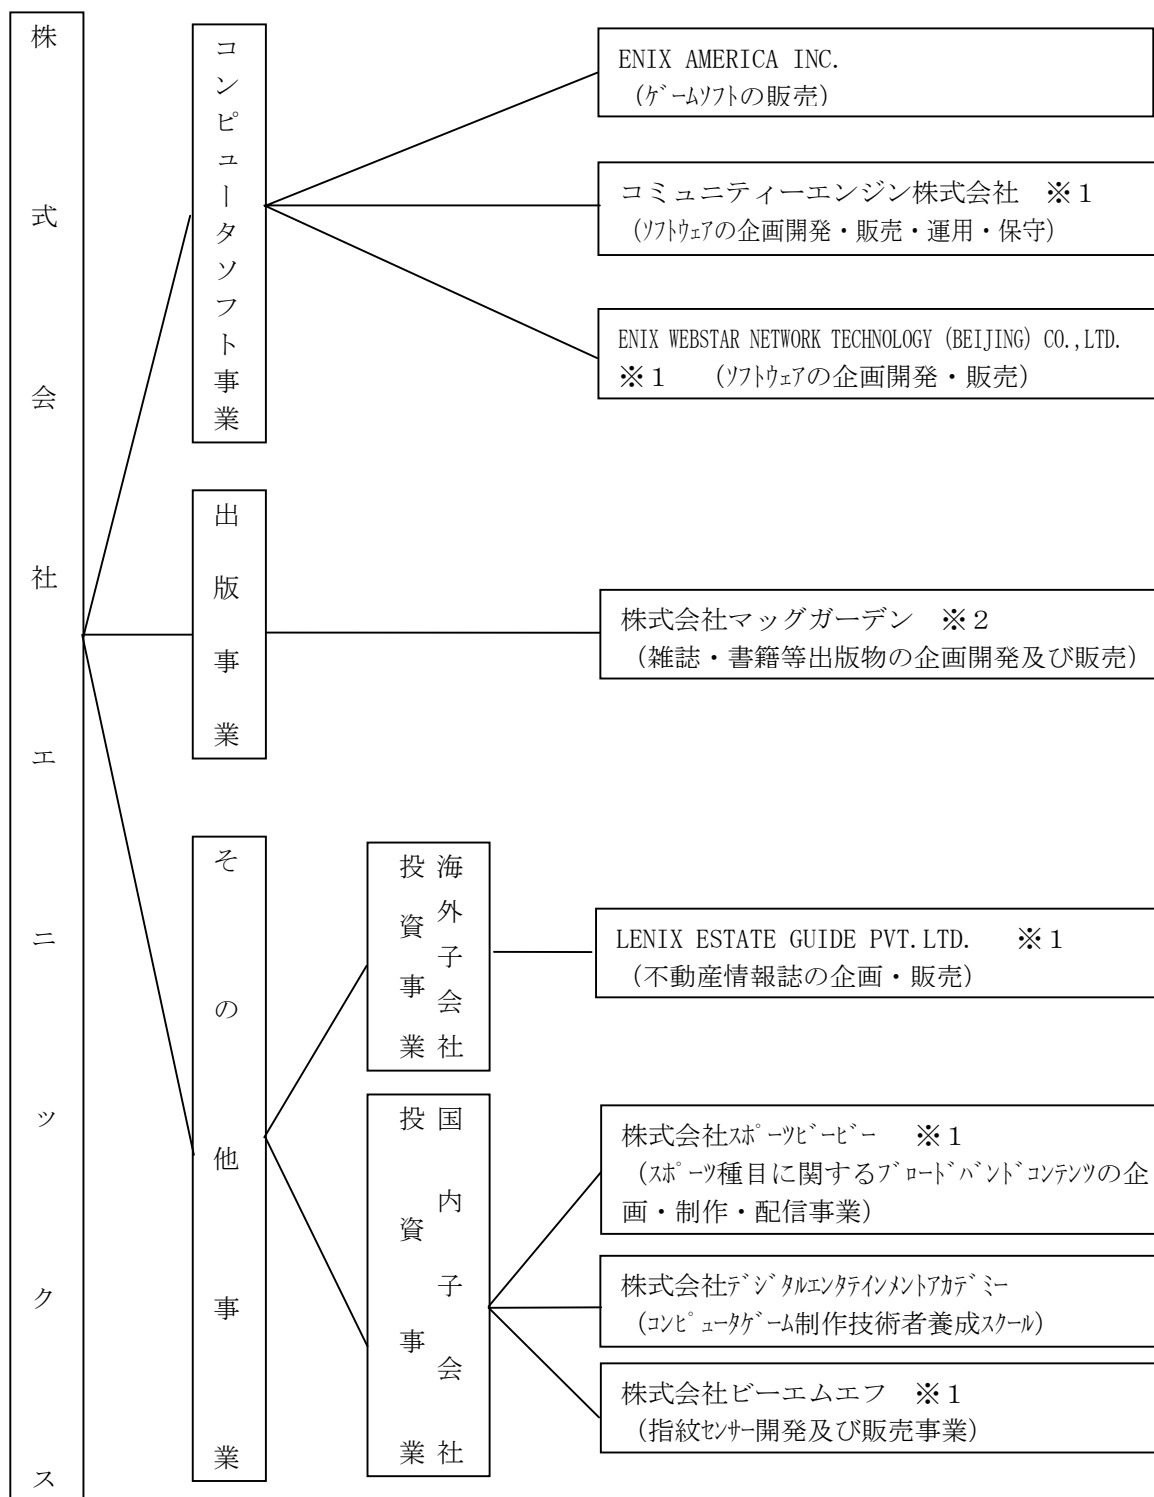 株式会社エニックス
コンピュータソフト事業
ENIX AMERICA INC.
（ｹﾞｰﾑｿﾌﾄの販売）
コミュニティーエンジン株式会社　※１
（ｿﾌﾄｳｪｱの企画開発・販売・運用・保守）
ENIX WEBSTAR NETWORK TECHNOLOGY (BEIJING) CO.,LTD.
※１　（ｿﾌﾄｳｪｱの企画開発・販売）
出版事業
株式会社マッグガーデン　※２
（雑誌・書籍等出版物の企画開発及び販売）
その他事業
海外子会社
投資事業
LENIX ESTATE GUIDE PVT.LTD.　※１
（不動産情報誌の企画・販売）
国内子会社
投資事業
株式会社ｽﾎﾟｰﾂﾋﾞｰﾋﾞｰ　※１
（ｽﾎﾟｰﾂ種目に関するﾌﾞﾛｰﾄﾞﾊﾞﾝﾄﾞｺﾝﾃﾝﾂの企
画・制作・配信事業）
株式会社ﾃﾞｼﾞﾀﾙｴﾝﾀﾃｲﾝﾒﾝﾄｱｶﾃﾞﾐｰ
（ｺﾝﾋﾟｭｰﾀｹﾞｰﾑ制作技術者養成ｽｸｰﾙ）
株式会社ビーエムエフ　※１
（指紋ｾﾝｻｰ開発及び販売事業）